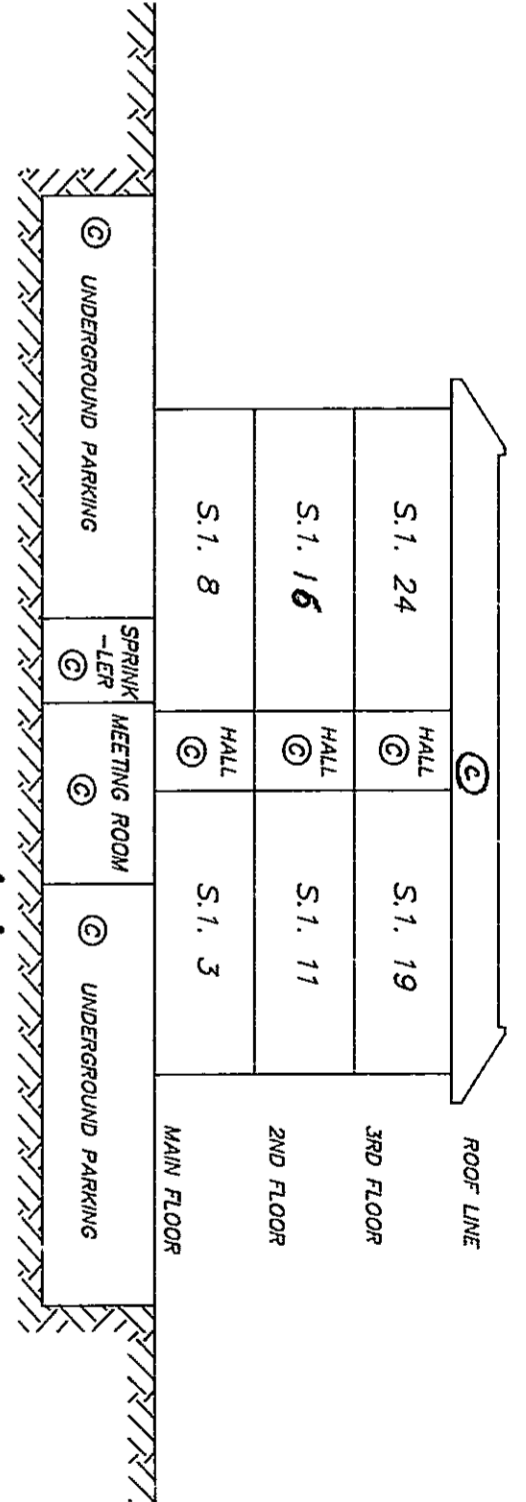 Ⓒ
ROOF LINE
S.1. 24
HALL
Ⓒ
S.1. 19
3RD FLOOR
S.1. 16
HALL
Ⓒ
S.1. 11
2ND FLOOR
S.1. 8
HALL
Ⓒ
S.1. 3
MAIN FLOOR
Ⓒ UNDERGROUND PARKING
SPRINK
-LER
Ⓒ
MEETING ROOM
Ⓒ
Ⓒ UNDERGROUND PARKING